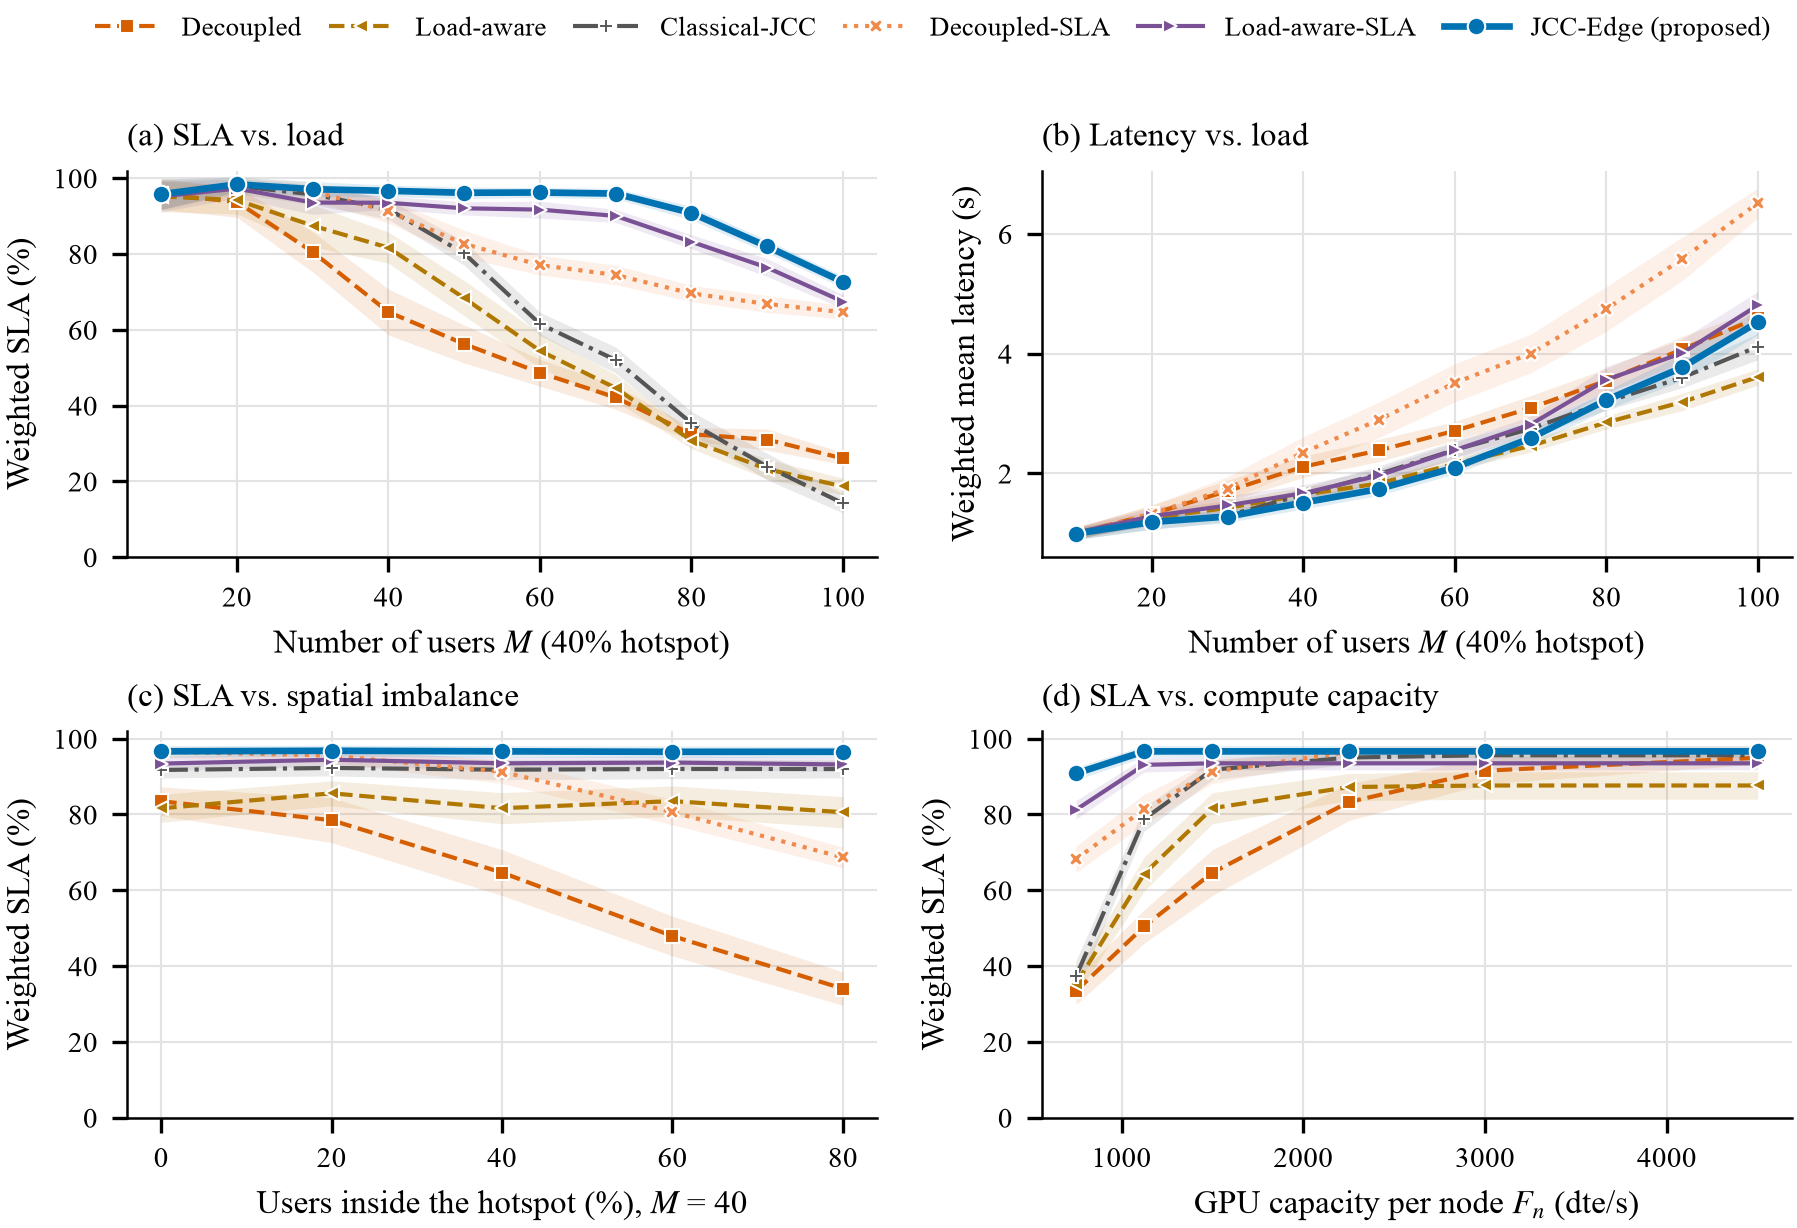 Decoupled Load-aware Classical-JCC Decoupled-SLA Load-aware-SLA JCC-Edge (proposed)
(a) SLA vs. load
Weighted SLA (%)
100
80
60
40
20
0
20 40 60 80 100
Number of users M (40% hotspot)
(b) Latency vs. load
Weighted mean latency (s)
6
4
2
20 40 60 80 100
Number of users M (40% hotspot)
(c) SLA vs. spatial imbalance
Weighted SLA (%)
100
80
60
40
20
0
0 20 40 60 80
Users inside the hotspot (%), M = 40
(d) SLA vs. compute capacity
Weighted SLA (%)
100
80
60
40
20
0
1000 2000 3000 4000
GPU capacity per node Fₙ (dte/s)